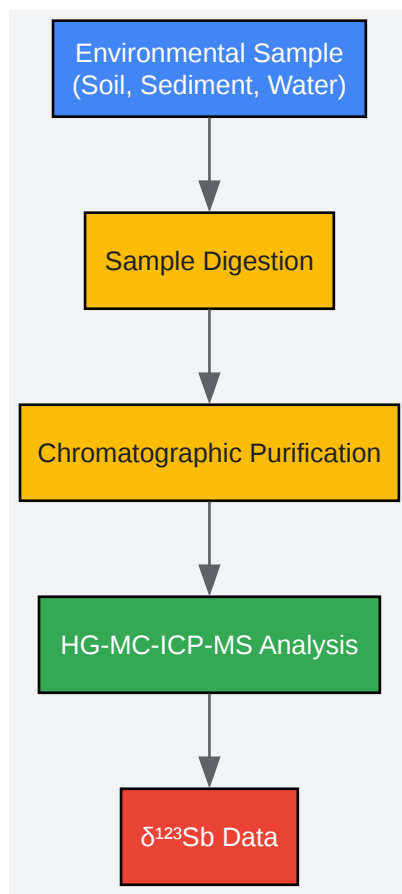 Environmental Sample
(Soil, Sediment, Water)
Sample Digestion
Chromatographic Purification
HG-MC-ICP-MS Analysis
δ¹²³Sb Data